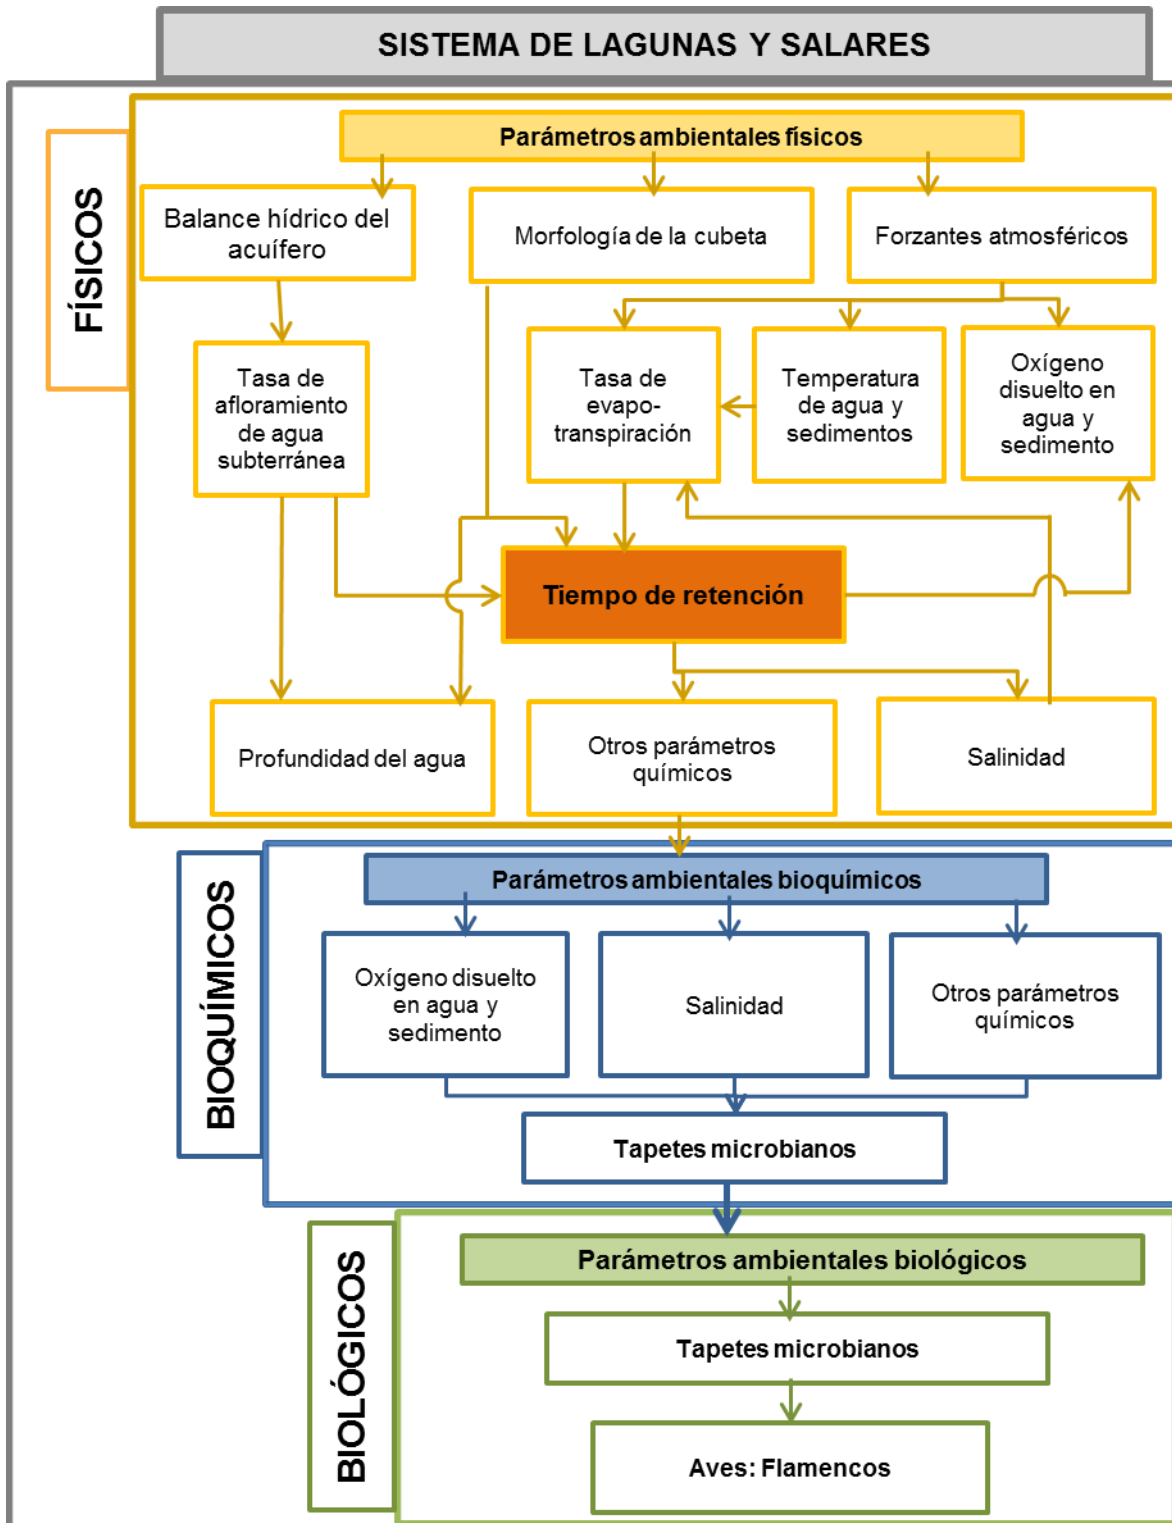 SISTEMA DE LAGUNAS Y SALARES
FÍSICOS
Parámetros ambientales físicos
Balance hídrico del
acuífero
Morfología de la cubeta
Forzantes atmosféricos
Tasa de
afloramiento
de agua
subterránea
Tasa de
evapo-
transpiración
Temperatura
de agua y
sedimentos
Oxígeno
disuelto en
agua y
sedimento
Tiempo de retención
Profundidad del agua
Otros parámetros
químicos
Salinidad
BIOQUÍMICOS
Parámetros ambientales bioquímicos
Oxígeno disuelto
en agua y
sedimento
Salinidad
Otros parámetros
químicos
Tapetes microbianos
BIOLÓGICOS
Parámetros ambientales biológicos
Tapetes microbianos
Aves: Flamencos